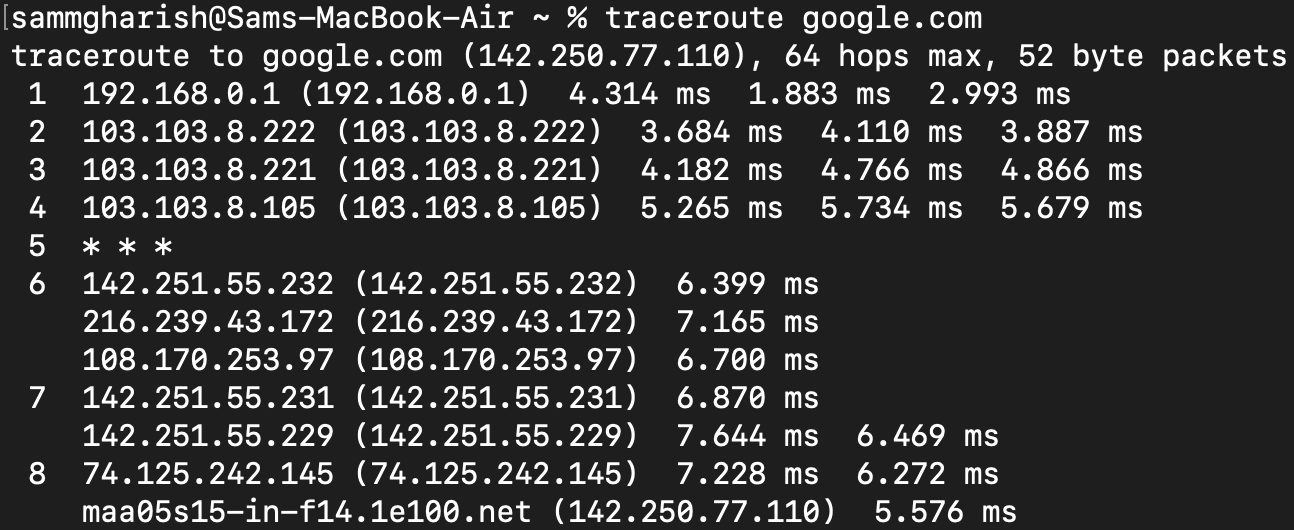 [sammgharish@Sams-MacBook-Air ~ % traceroute google.com
traceroute to google.com (142.250.77.110), 64 hops max, 52 byte packets
 1  192.168.0.1 (192.168.0.1)  4.314 ms  1.883 ms  2.993 ms
 2  103.103.8.222 (103.103.8.222)  3.684 ms  4.110 ms  3.887 ms
 3  103.103.8.221 (103.103.8.221)  4.182 ms  4.766 ms  4.866 ms
 4  103.103.8.105 (103.103.8.105)  5.265 ms  5.734 ms  5.679 ms
 5  * * *
 6  142.251.55.232 (142.251.55.232)  6.399 ms
    216.239.43.172 (216.239.43.172)  7.165 ms
    108.170.253.97 (108.170.253.97)  6.700 ms
 7  142.251.55.231 (142.251.55.231)  6.870 ms
    142.251.55.229 (142.251.55.229)  7.644 ms  6.469 ms
 8  74.125.242.145 (74.125.242.145)  7.228 ms  6.272 ms
    maa05s15-in-f14.1e100.net (142.250.77.110)  5.576 ms